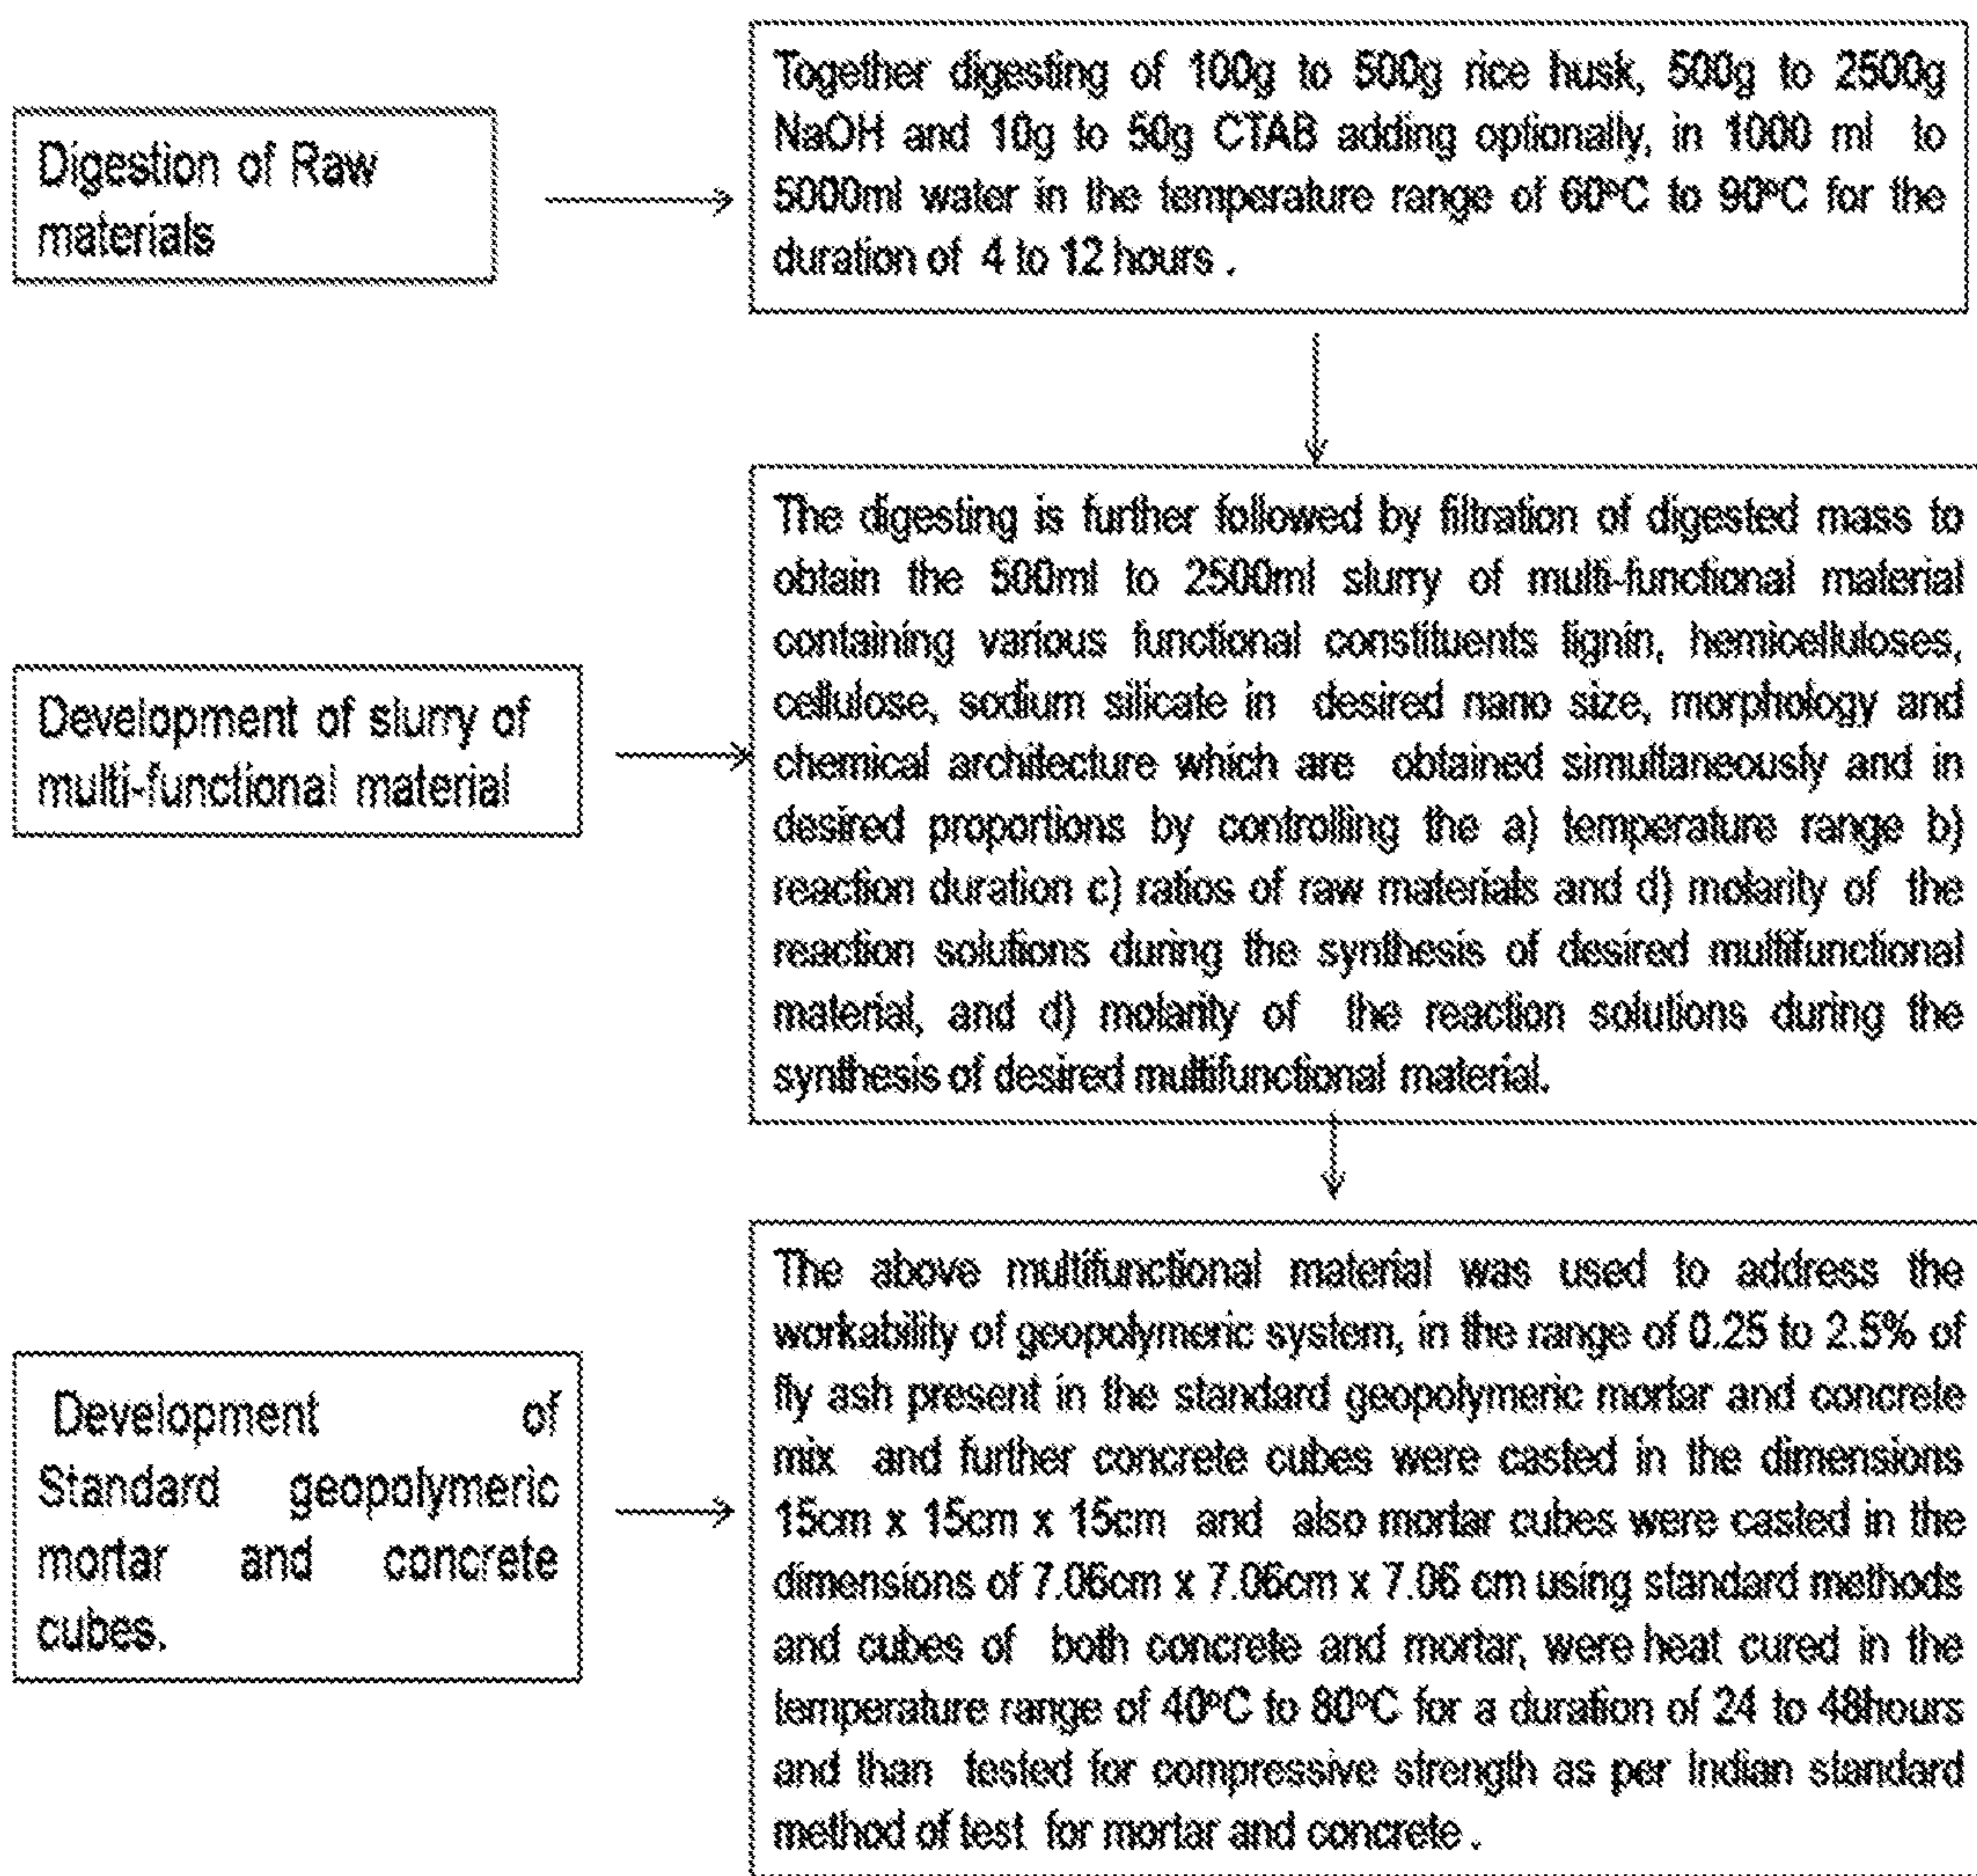 Digestion of Raw
materials
Together digesting of 100g to 500g rice husk, 500g to 2500g
NaOH and 10g to 50g CTAB adding optionally, in 1000 ml to
5000ml water in the temperature range of 60ºC to 90ºC for the
duration of 4 to 12 hours .
Development of slurry of
multi-functional material
The digesting is further followed by filtration of digested mass to
obtain the 500ml to 2500ml slurry of multi-functional material
containing various functional constituents lignin, hemicelluloses,
cellulose, sodium silicate in desired nano size, morphology and
chemical architecture which are obtained simultaneously and in
desired proportions by controlling the a) temperature range b)
reaction duration c) ratios of raw materials and d) molarity of the
reaction solutions during the synthesis of desired multifunctional
material, and d) molarity of the reaction solutions during the
synthesis of desired multifunctional material.
Development of
Standard geopolymeric
mortar and concrete
cubes.
The above multifunctional material was used to address the
workability of geopolymeric system, in the range of 0.25 to 2.5% of
fly ash present in the standard geopolymeric mortar and concrete
mix and further concrete cubes were casted in the dimensions
15cm x 15cm x 15cm and also mortar cubes were casted in the
dimensions of 7.06cm x 7.06cm x 7.06 cm using standard methods
and cubes of both concrete and mortar, were heat cured in the
temperature range of 40ºC to 80ºC for a duration of 24 to 48hours
and than tested for compressive strength as per Indian standard
method of test for mortar and concrete .